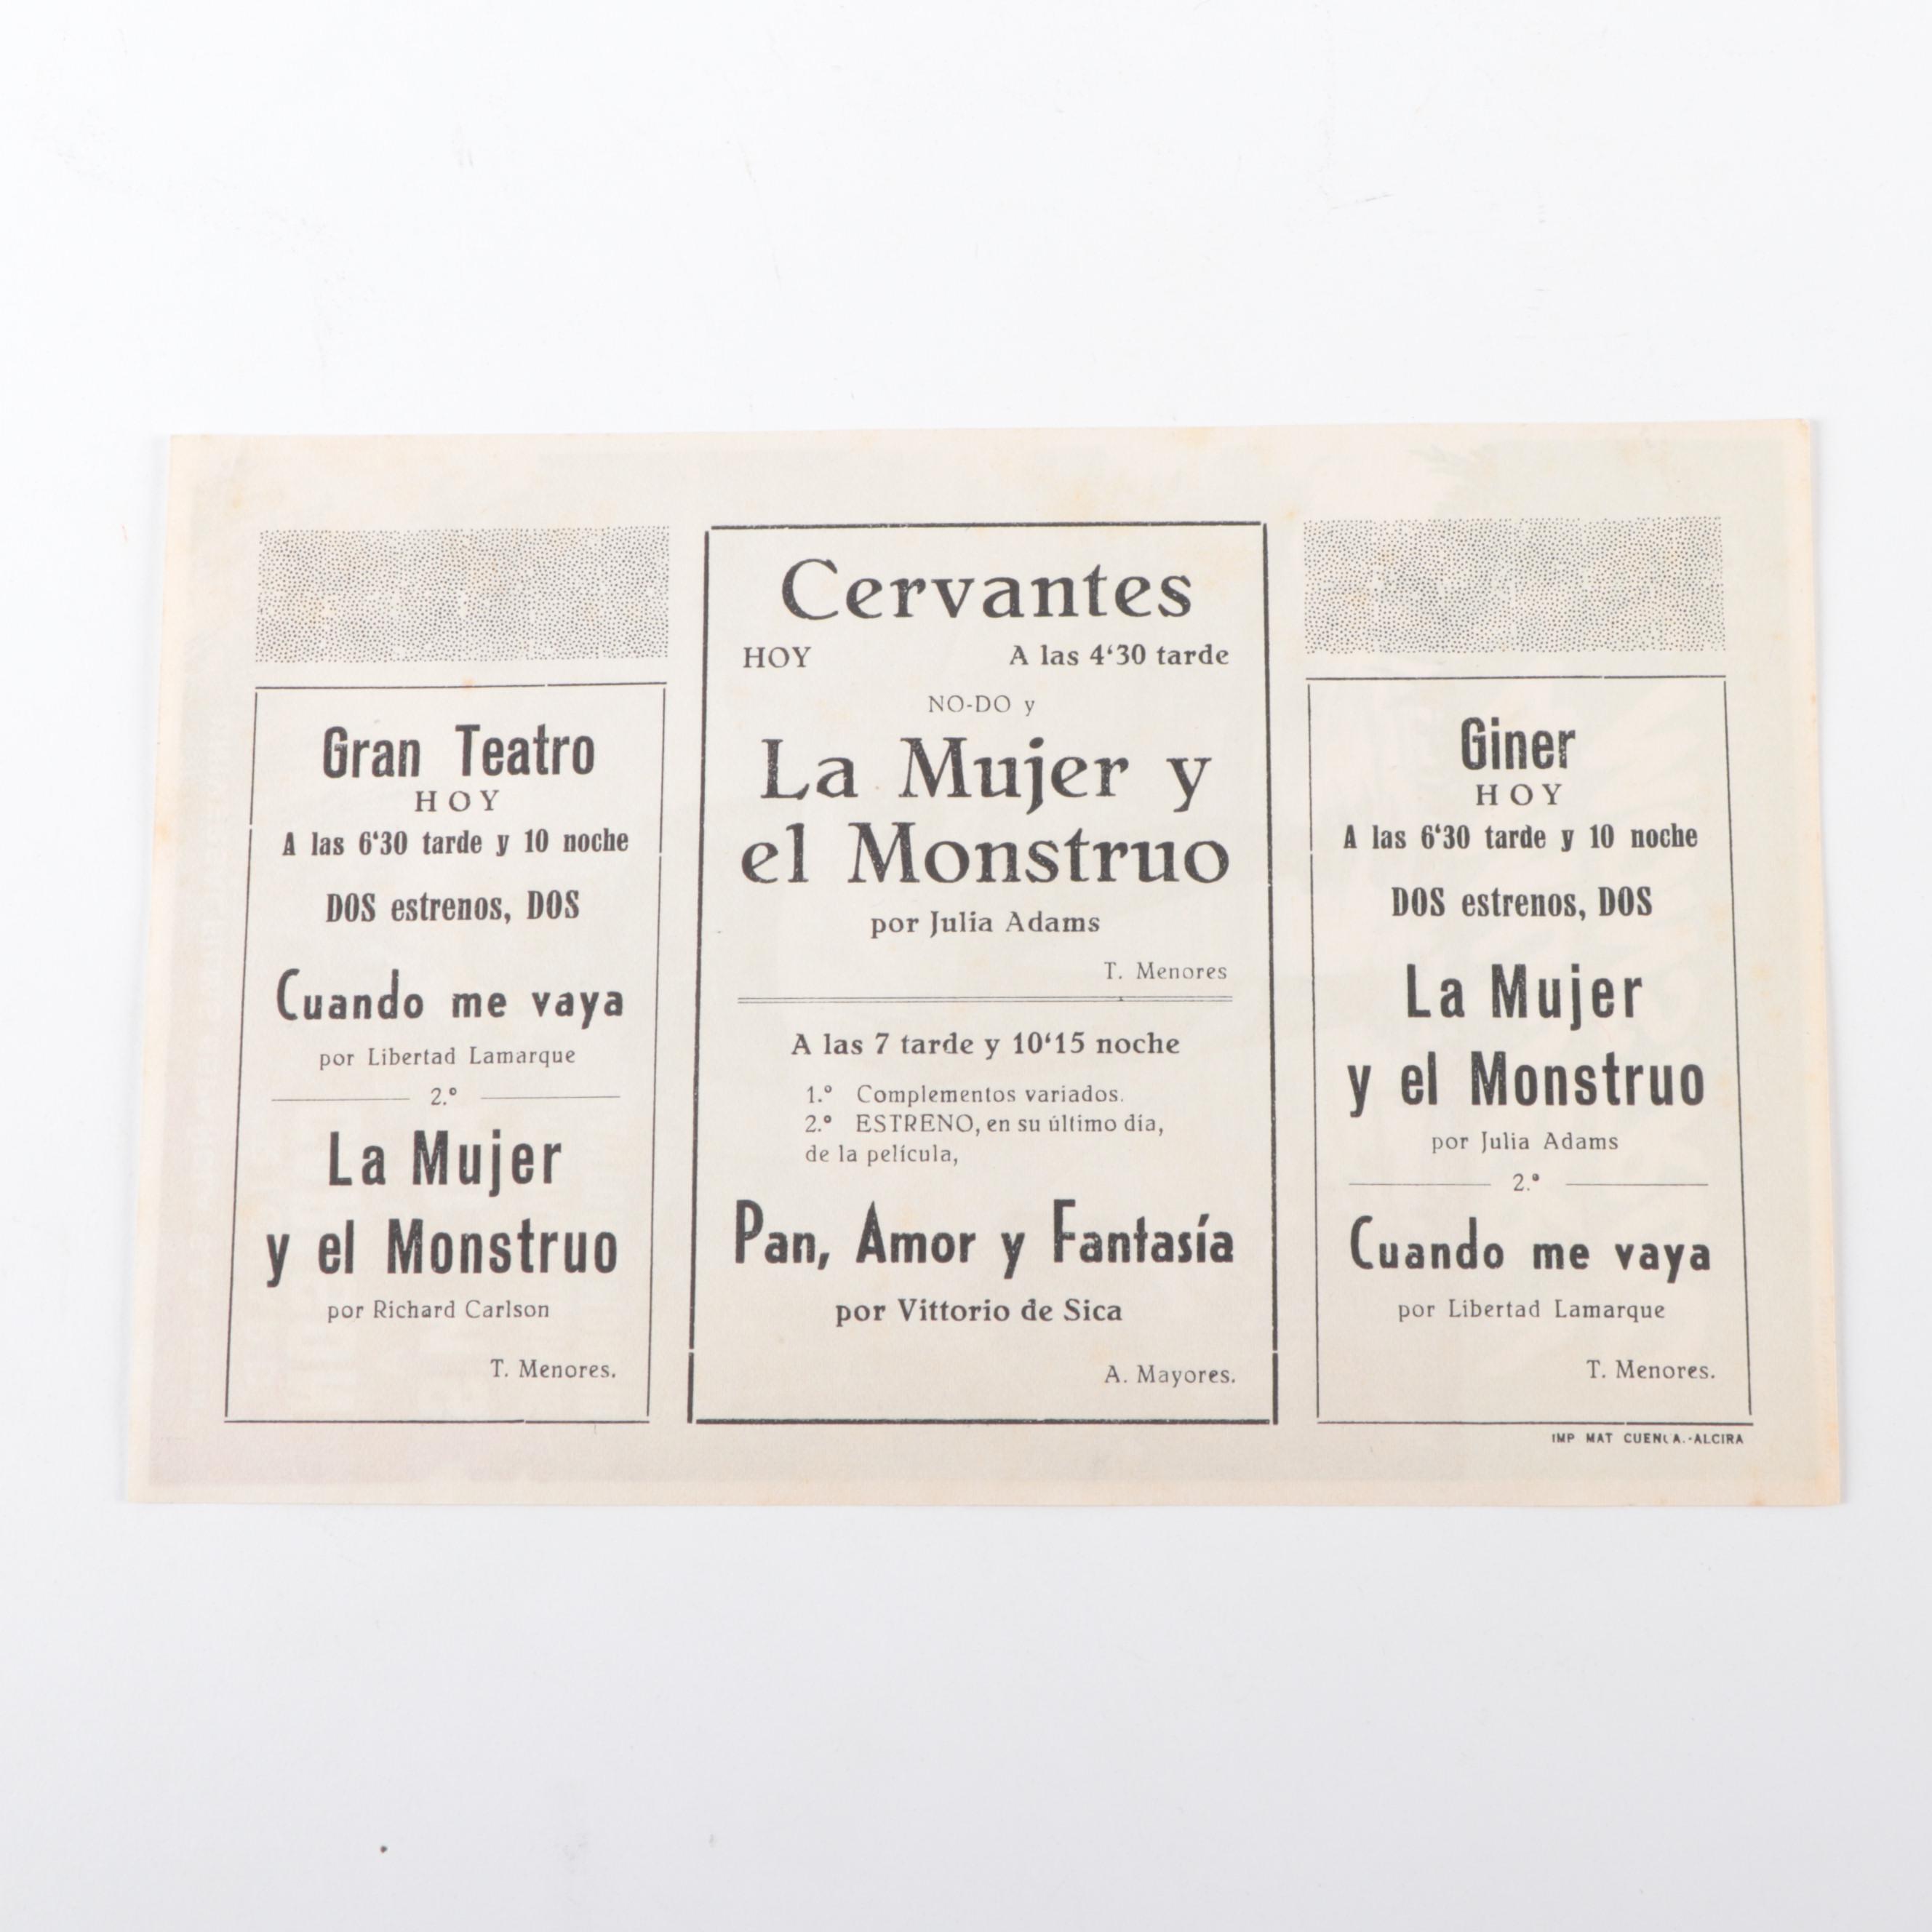 Gran Teatro
HOY
A las 6'30 tarde y 10 noche
DOS estrenos, DOS
Cuando me vaya
por Libertad Lamarque
2.º
La Mujer
y el Monstruo
por Richard Carlson
T. Menores.
Cervantes
HOY A las 4'30 tarde
NO-DO y
La Mujer y
el Monstruo
por Julia Adams
T. Menores
A las 7 tarde y 10'15 noche
1.º Complementos variados.
2.º ESTRENO, en su último día,
de la película,
Pan, Amor y Fantasía
por Vittorio de Sica
A. Mayores.
Giner
HOY
A las 6'30 tarde y 10 noche
DOS estrenos, DOS
La Mujer
y el Monstruo
por Julia Adams
2.º
Cuando me vaya
por Libertad Lamarque
T. Menores.
IMP MAT CUENCA.-ALCIRA